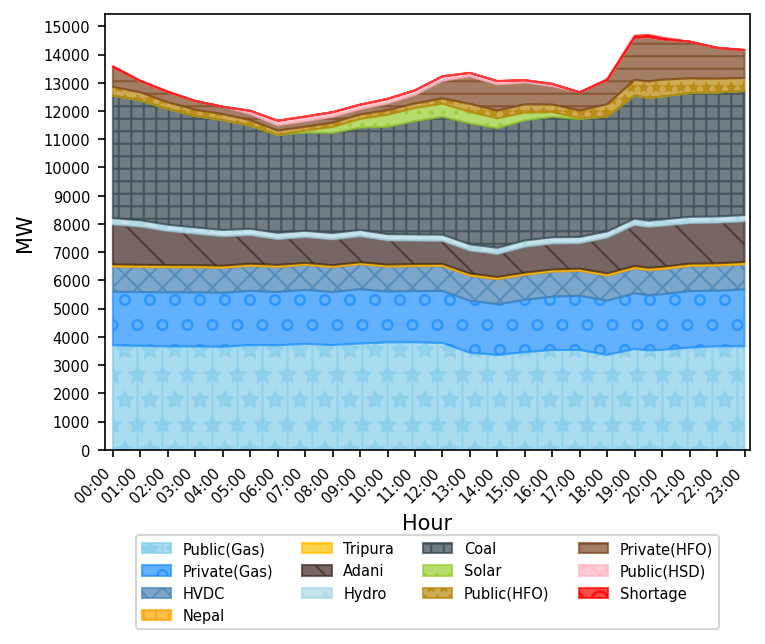 15000
14000
13000
12000
11000
10000
9000
8000
7000
6000
5000
4000
3000
2000
1000
0
MW
00:00 01:00 02:00 03:00 04:00 05:00 06:00 07:00 08:00 09:00 10:00 11:00 12:00 13:00 14:00 15:00 16:00 17:00 18:00 19:00 20:00 21:00 22:00 23:00
Hour
Public(Gas) Tripura Coal Private(HFO)
Private(Gas) Adani Solar Public(HSD)
HVDC Hydro Public(HFO) Shortage
Nepal